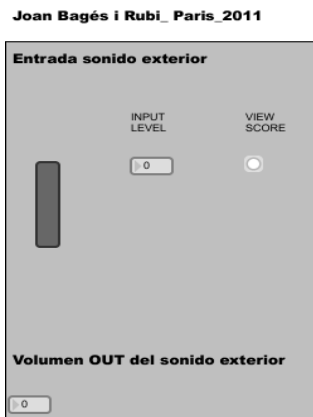 Joan Bagés i Rubi_ Paris_2011
Entrada sonido exterior
INPUT
LEVEL
VIEW
SCORE
0
Volumen OUT del sonido exterior
0